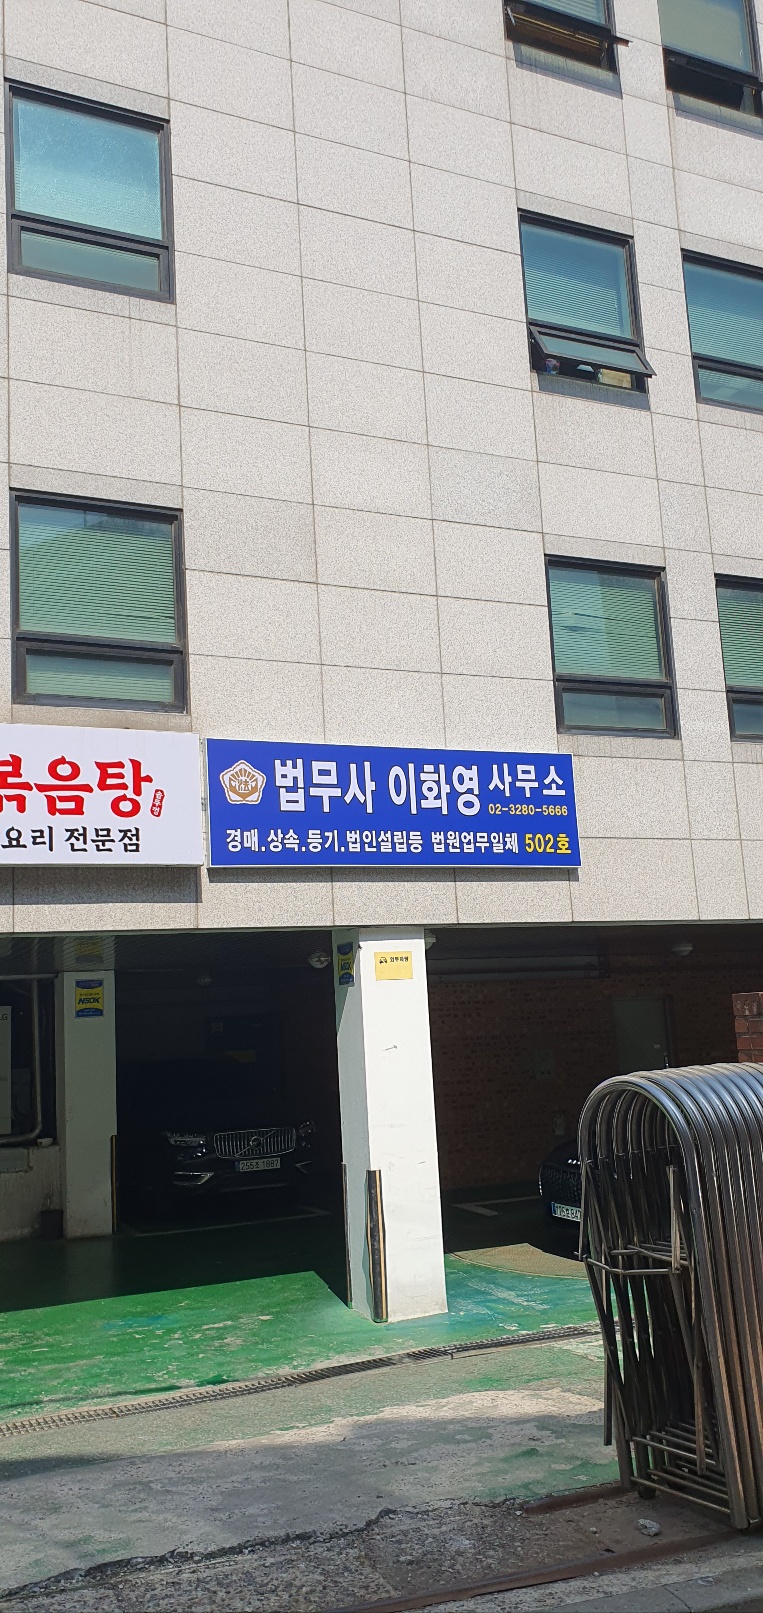 볶음탕
요리 전문점
법무사 이화영 사무소
02-3280-5666
경매.상속.등기.법인설립등 법원업무일체 502호